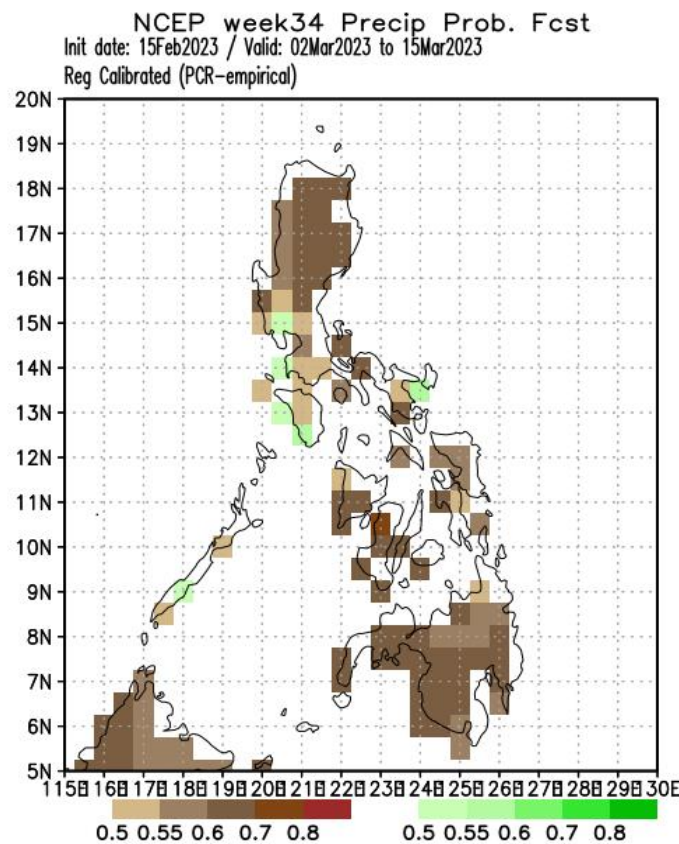 NCEP week34 Precip Prob. Fcst
Init date: 15Feb2023 / Valid: 02Mar2023 to 15Mar2023
Reg Calibrated (PCR-empirical)
20N
19N
18N
17N
16N
15N
14N
13N
12N
11N
10N
9N
8N
7N
6N
5N
115E 116E 117E 118E 119E 120E 121E 122E 123E 124E 125E 126E 127E 128E 129E 130E
0.5 0.55 0.6 0.7 0.8 0.5 0.55 0.6 0.7 0.8